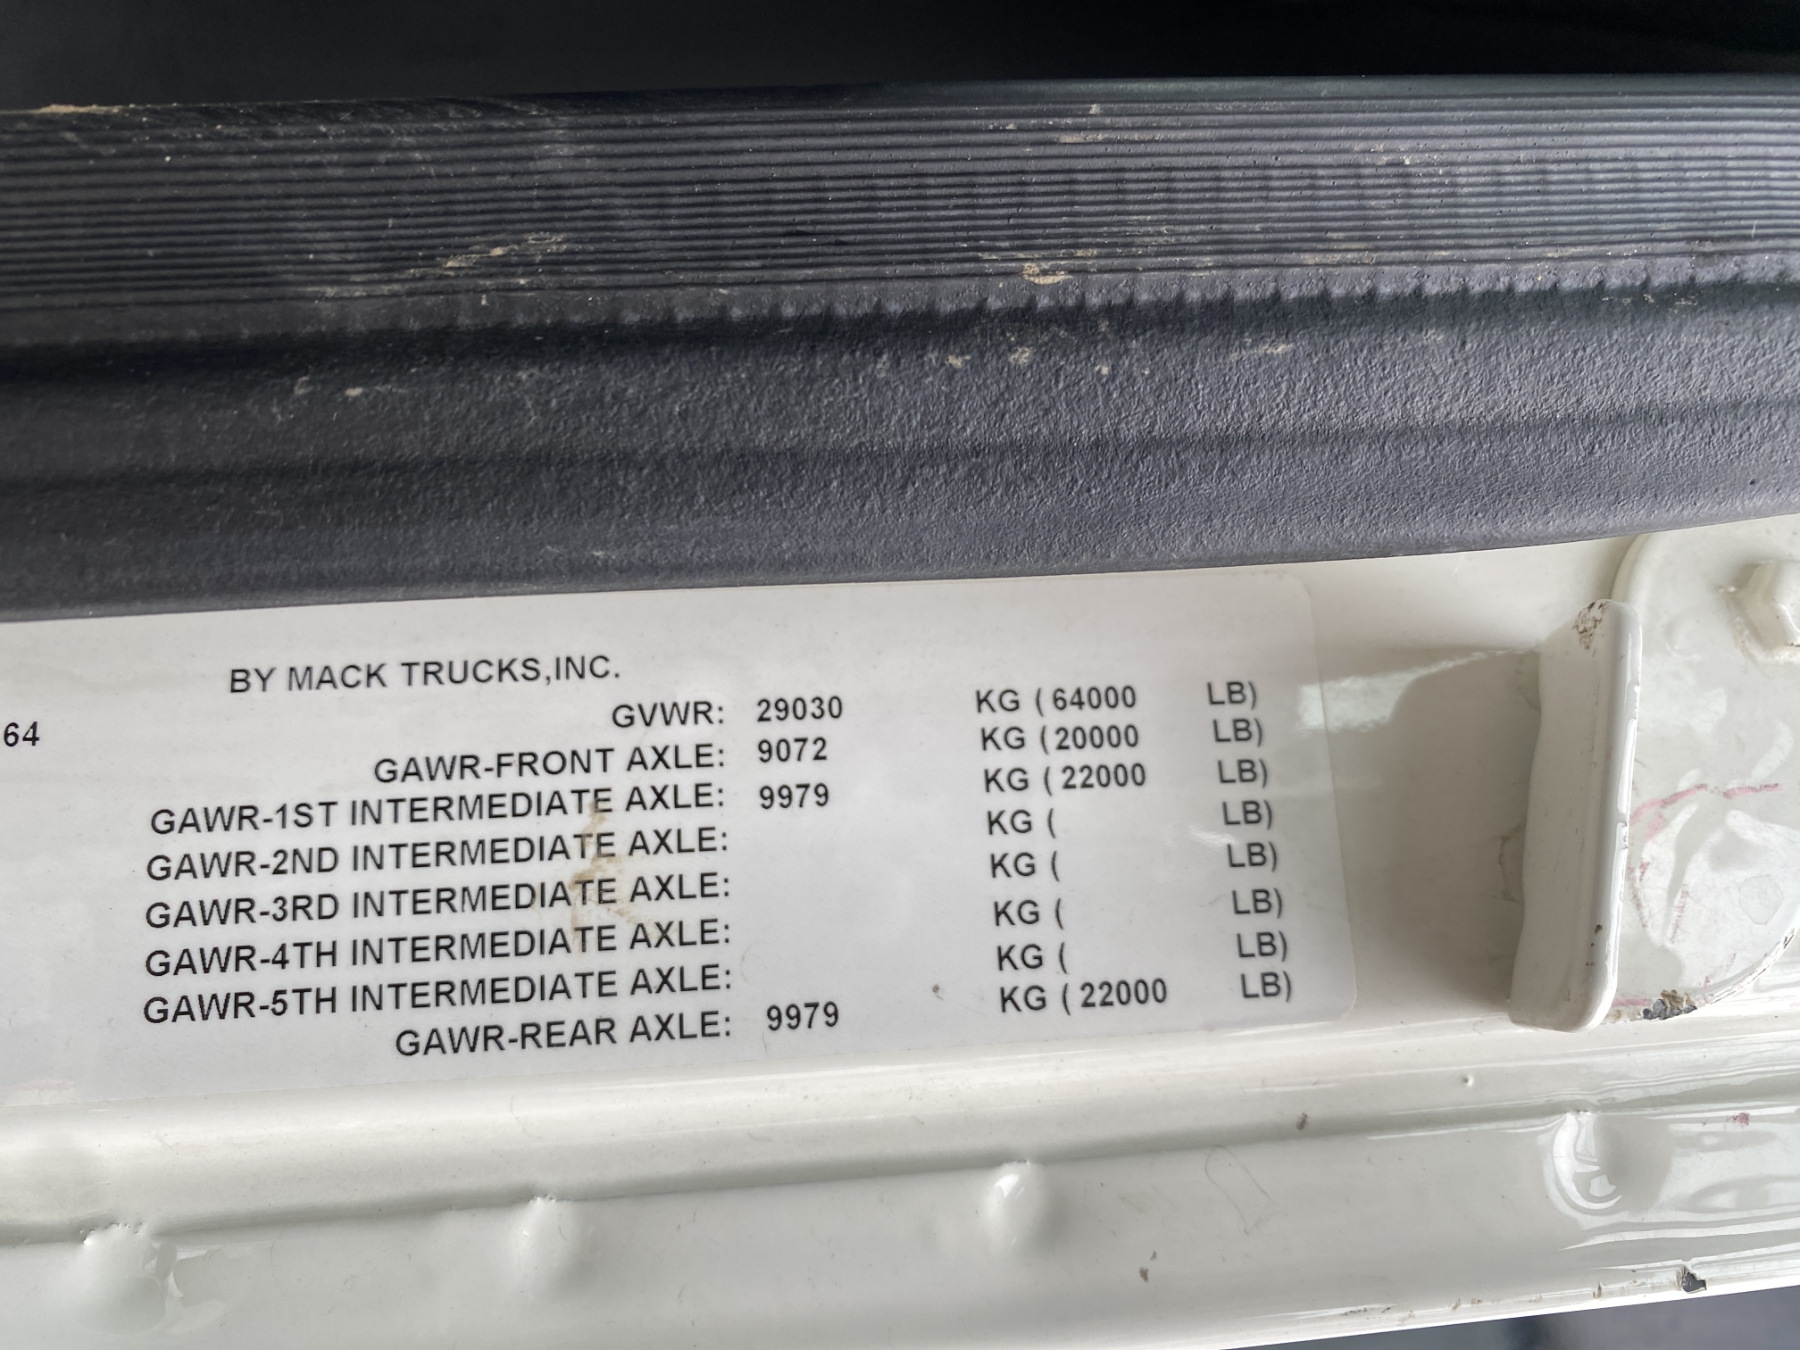 BY MACK TRUCKS,INC.
64
GVWR: 29030 KG (64000 LB)
GAWR-FRONT AXLE: 9072 KG (20000 LB)
GAWR-1ST INTERMEDIATE AXLE: 9979 KG (22000 LB)
GAWR-2ND INTERMEDIATE AXLE: KG ( LB)
GAWR-3RD INTERMEDIATE AXLE: KG ( LB)
GAWR-4TH INTERMEDIATE AXLE: KG ( LB)
GAWR-5TH INTERMEDIATE AXLE: KG ( LB)
GAWR-REAR AXLE: 9979 KG (22000 LB)